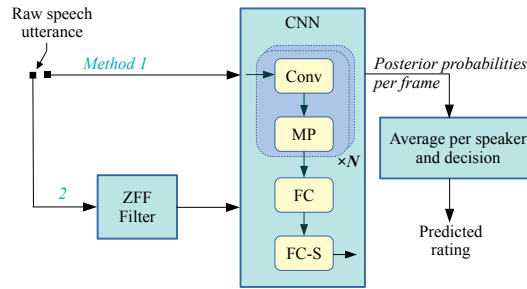 Raw speech
utterance
Method 1
2
ZFF
Filter
CNN
Conv
MP
×N
FC
FC-S
Posterior probabilities
per frame
Average per speaker
and decision
Predicted
rating